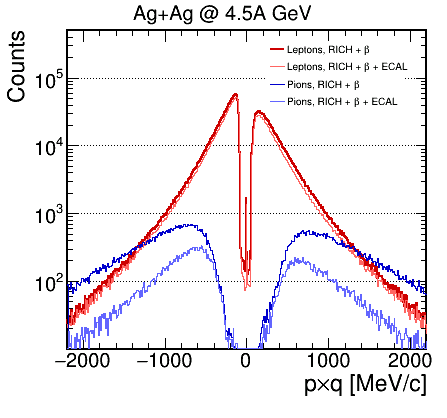 Ag+Ag @ 4.5A GeV
Counts
Leptons, RICH + β
Leptons, RICH + β + ECAL
Pions, RICH + β
Pions, RICH + β + ECAL
10⁵
10⁴
10³
10²
−2000 −1000 0 1000 2000
p×q [MeV/c]